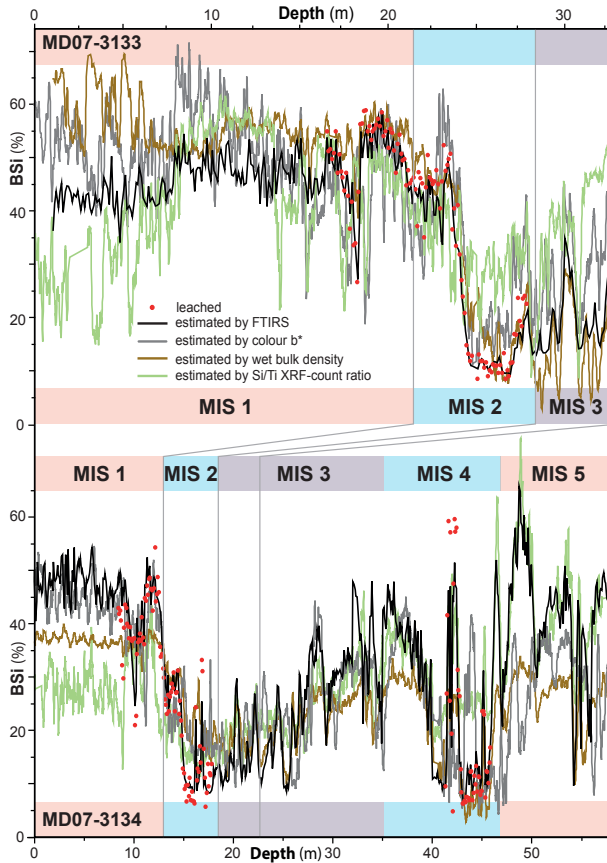 Depth (m)
0 10 20 30
MD07-3133
60
40
20
0
BSi (%)
leached
estimated by FTIRS
estimated by colour b*
estimated by wet bulk density
estimated by Si/Ti XRF-count ratio
MIS 1 MIS 2 MIS 3
MIS 1 MIS 2 MIS 3 MIS 4 MIS 5
60
40
20
0
BSi (%)
MD07-3134
0 10 20 30 40 50
Depth (m)